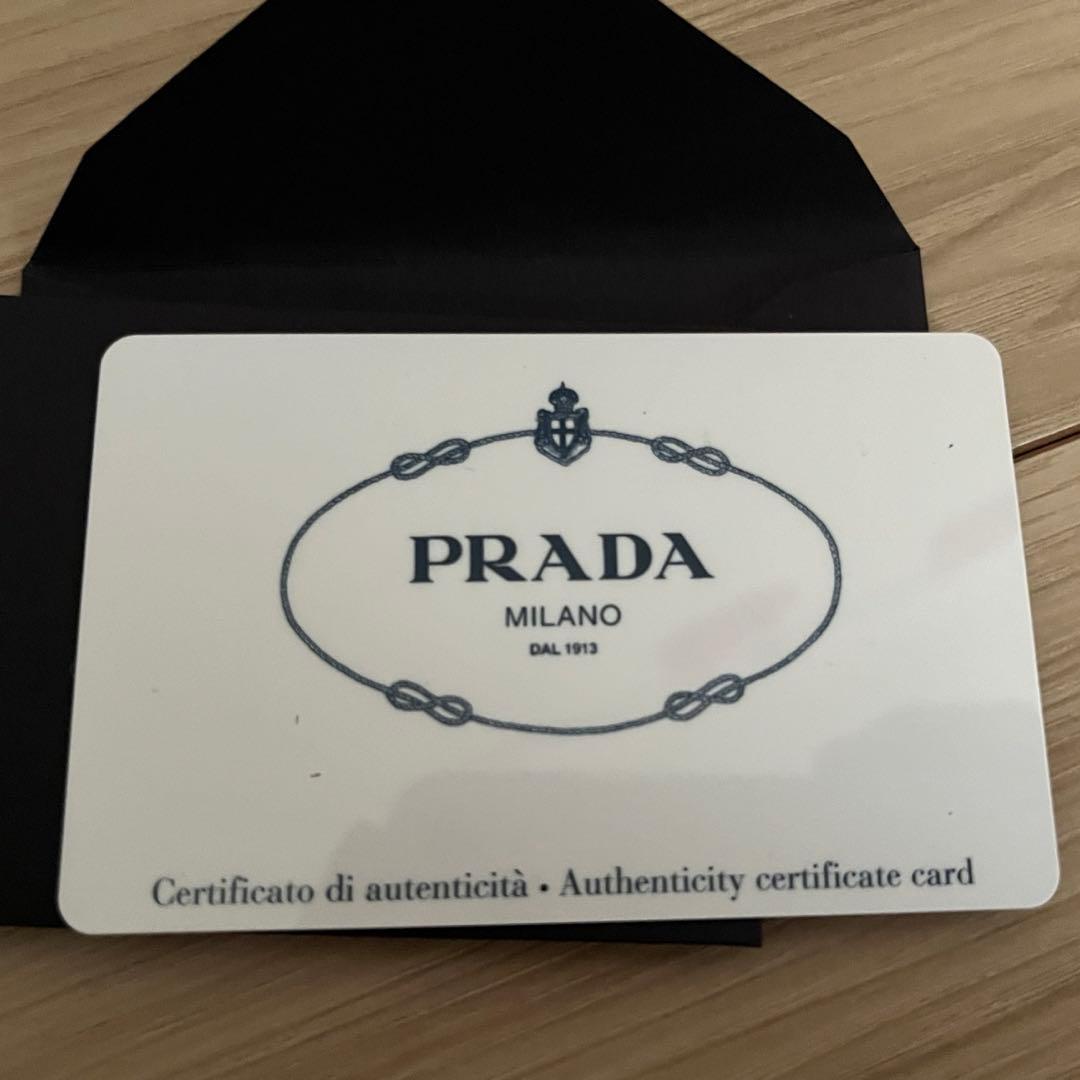 PRADA
MILANO
DAL 1913
Certificato di autenticità • Authenticity certificate card